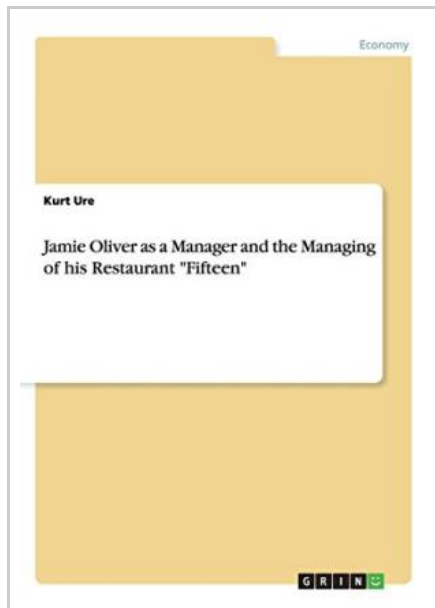 Economy
Kurt Ure
Jamie Oliver as a Manager and the Managing
of his Restaurant "Fifteen"
GRIN